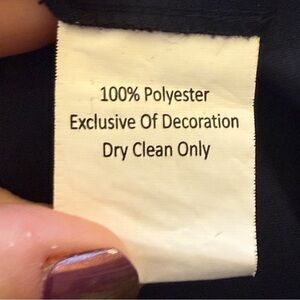 100% Polyester
Exclusive Of Decoration
Dry Clean Only